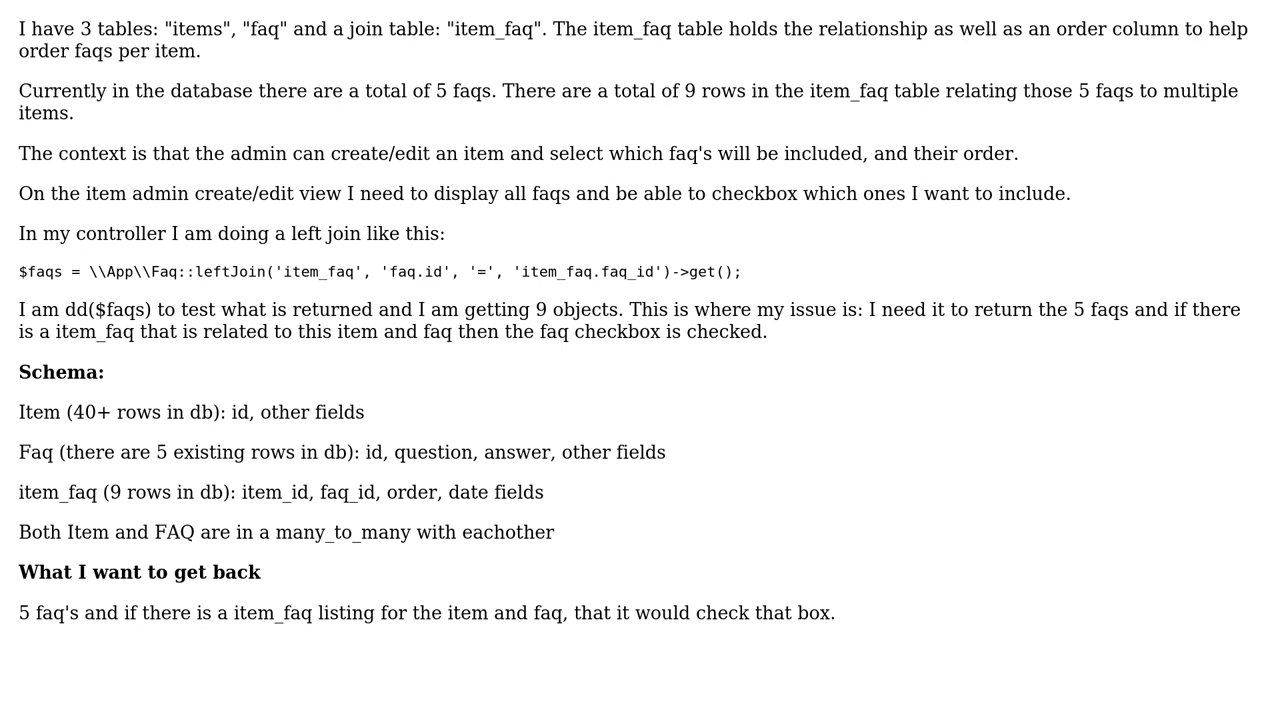 I have 3 tables: "items", "faq" and a join table: "item_faq". The item_faq table holds the relationship as well as an order column to help
order faqs per item.
Currently in the database there are a total of 5 faqs. There are a total of 9 rows in the item_faq table relating those 5 faqs to multiple
items.
The context is that the admin can create/edit an item and select which faq's will be included, and their order.
On the item admin create/edit view I need to display all faqs and be able to checkbox which ones I want to include.
In my controller I am doing a left join like this:
$faqs = \\App\\Faq::leftJoin('item_faq', 'faq.id', '=', 'item_faq.faq_id')->get();
I am dd($faqs) to test what is returned and I am getting 9 objects. This is where my issue is: I need it to return the 5 faqs and if there
is a item_faq that is related to this item and faq then the faq checkbox is checked.
Schema:
Item (40+ rows in db): id, other fields
Faq (there are 5 existing rows in db): id, question, answer, other fields
item_faq (9 rows in db): item_id, faq_id, order, date fields
Both Item and FAQ are in a many_to_many with eachother
What I want to get back
5 faq's and if there is a item_faq listing for the item and faq, that it would check that box.